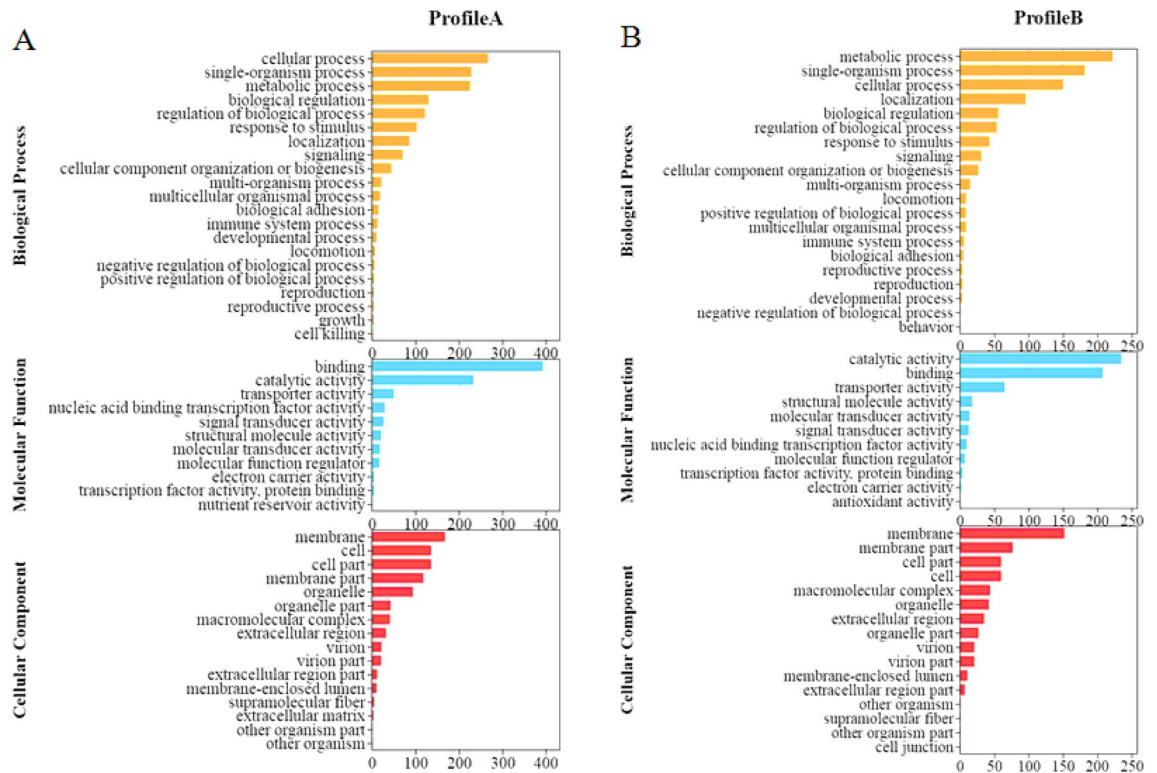 ProfileA
A
Biological Process
cellular process
single-organism process
metabolic process
biological regulation
regulation of biological process
response to stimulus
localization
signaling
cellular component organization or biogenesis
multi-organism process
multicellular organismal process
biological adhesion
immune system process
developmental process
locomotion
negative regulation of biological process
positive regulation of biological process
reproduction
reproductive process
growth
cell killing
0 100 200 300 400
Molecular Function
binding
catalytic activity
transporter activity
nucleic acid binding transcription factor activity
signal transducer activity
structural molecule activity
molecular transducer activity
molecular function regulator
electron carrier activity
transcription factor activity, protein binding
nutrient reservoir activity
0 100 200 300 400
Cellular Component
membrane
cell
cell part
membrane part
organelle
organelle part
macromolecular complex
extracellular region
virion
virion part
extracellular region part
membrane-enclosed lumen
supramolecular fiber
extracellular matrix
other organism part
other organism
0 100 200 300 400
ProfileB
B
Biological Process
metabolic process
single-organism process
cellular process
localization
biological regulation
regulation of biological process
response to stimulus
signaling
cellular component organization or biogenesis
multi-organism process
locomotion
positive regulation of biological process
multicellular organismal process
immune system process
biological adhesion
reproductive process
reproduction
developmental process
negative regulation of biological process
behavior
0 50 100 150 200 250
Molecular Function
catalytic activity
binding
transporter activity
structural molecule activity
molecular transducer activity
signal transducer activity
nucleic acid binding transcription factor activity
molecular function regulator
transcription factor activity, protein binding
electron carrier activity
antioxidant activity
0 50 100 150 200 250
Cellular Component
membrane
membrane part
cell part
cell
macromolecular complex
organelle
extracellular region
organelle part
virion
virion part
membrane-enclosed lumen
extracellular region part
other organism
supramolecular fiber
other organism part
cell junction
0 50 100 150 200 250